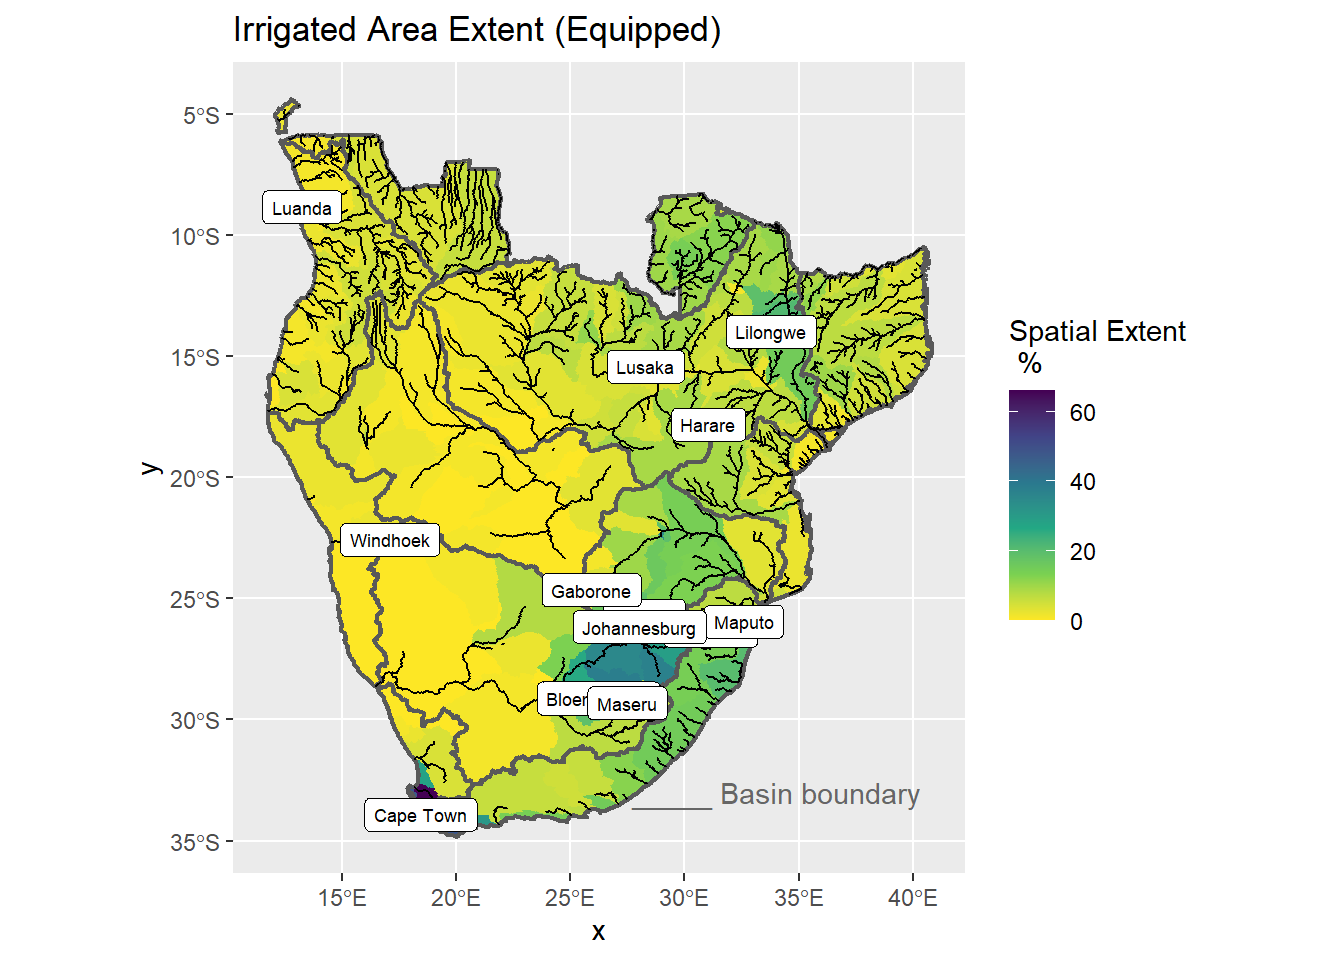 Irrigated Area Extent (Equipped)
5°S
10°S
15°S
20°S
25°S
30°S
35°S
y
Luanda
Lilongwe
Lusaka
Harare
Windhoek
Gaborone
Johannesburg
Maputo
Bloer
Maseru
Cape Town
Basin boundary
15°E
20°E
25°E
30°E
35°E
40°E
x
Spatial Extent
%
60
40
20
0